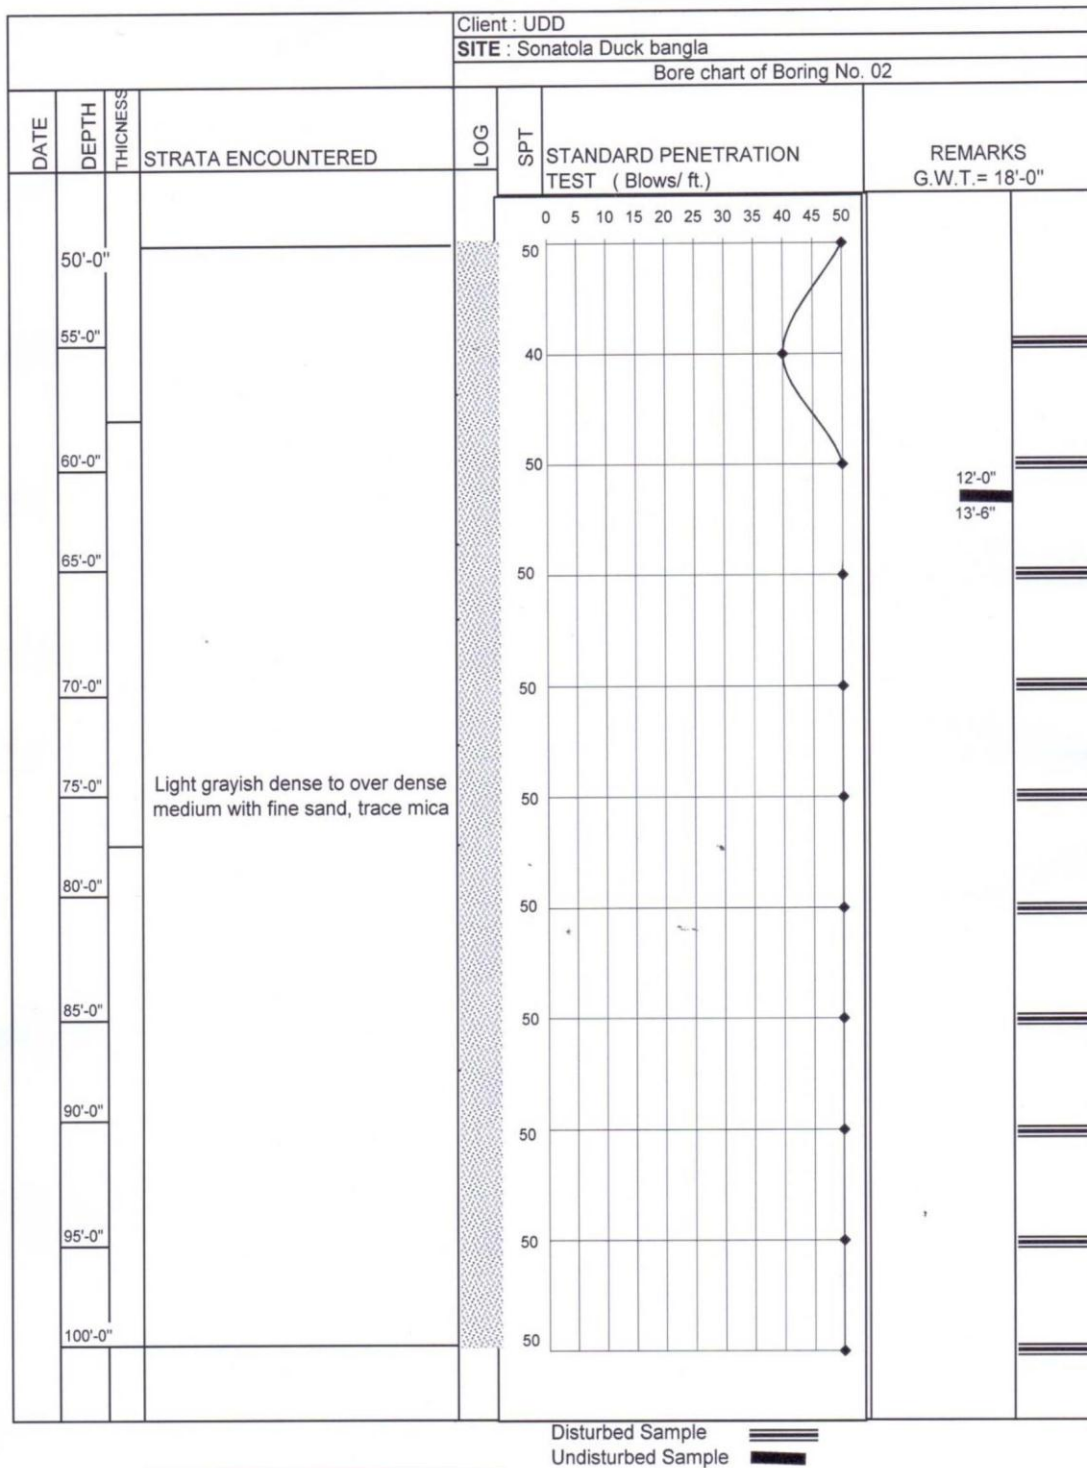 Client : UDD
SITE : Sonatola Duck bangla
Bore chart of Boring No. 02
DATE
DEPTH
THICNESS
STRATA ENCOUNTERED
LOG
SPT
STANDARD PENETRATION
TEST ( Blows/ ft.)
REMARKS
G.W.T.= 18'-0"
0 5 10 15 20 25 30 35 40 45 50
50'-0"
50
55'-0"
40
60'-0"
50
12'-0"
13'-6"
65'-0"
50
70'-0"
50
75'-0"
Light grayish dense to over dense
medium with fine sand, trace mica
50
80'-0"
50
85'-0"
50
90'-0"
50
95'-0"
50
100'-0"
50
Disturbed Sample
Undisturbed Sample